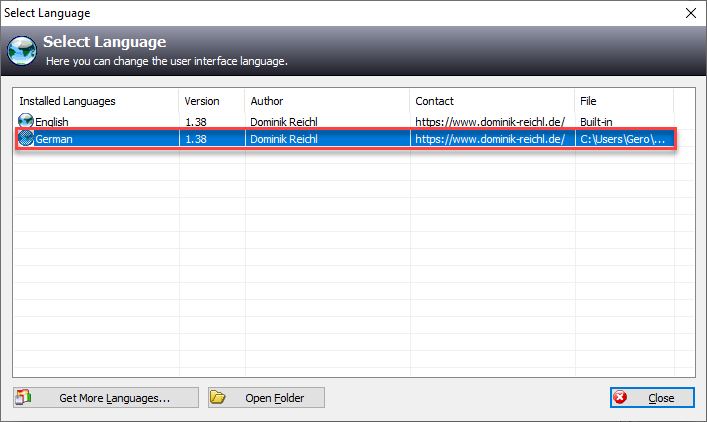 Select Language
Select Language
Here you can change the user interface language.
Installed Languages Version Author Contact File
English 1.38 Dominik Reichl https://www.dominik-reichl.de/ Built-in
German 1.38 Dominik Reichl https://www.dominik-reichl.de/ C:\Users\Gero\...
Get More Languages... Open Folder Close